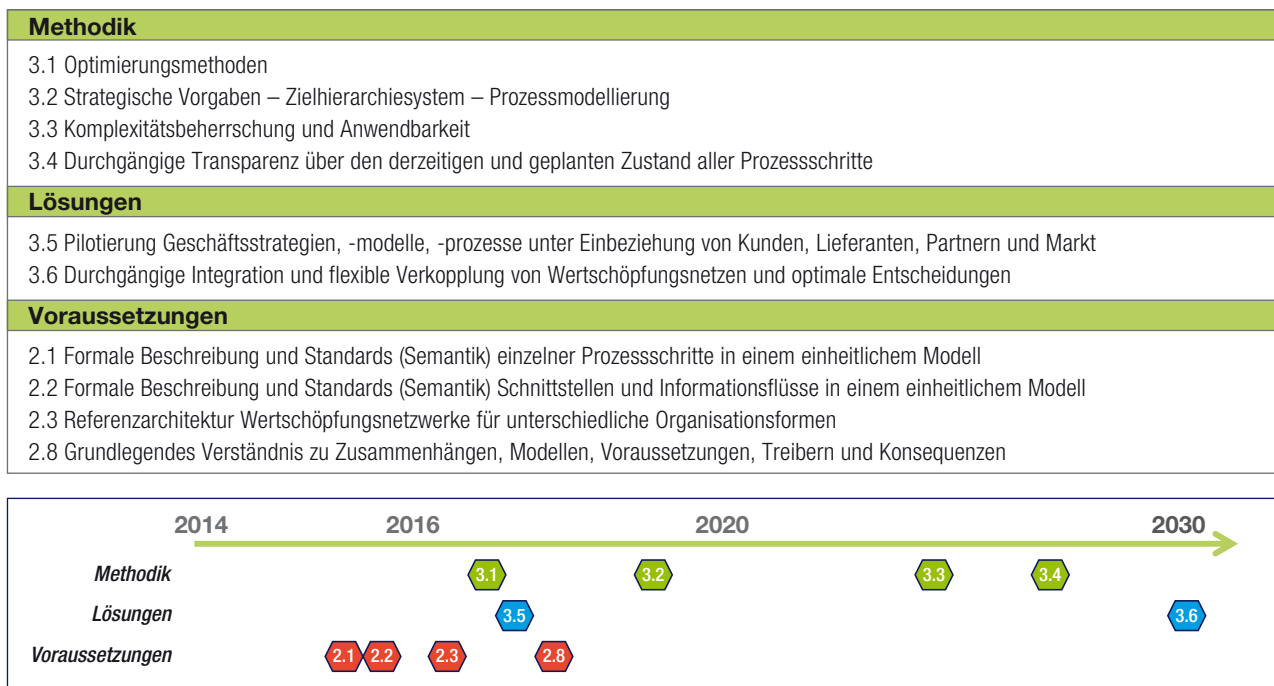 Methodik
3.1 Optimierungsmethoden
3.2 Strategische Vorgaben – Zielhierarchiesystem – Prozessmodellierung
3.3 Komplexitätsbeherrschung und Anwendbarkeit
3.4 Durchgängige Transparenz über den derzeitigen und geplanten Zustand aller Prozessschritte
Lösungen
3.5 Pilotierung Geschäftsstrategien, -modelle, -prozesse unter Einbeziehung von Kunden, Lieferanten, Partnern und Markt
3.6 Durchgängige Integration und flexible Verkopplung von Wertschöpfungsnetzen und optimale Entscheidungen
Voraussetzungen
2.1 Formale Beschreibung und Standards (Semantik) einzelner Prozessschritte in einem einheitlichem Modell
2.2 Formale Beschreibung und Standards (Semantik) Schnittstellen und Informationsflüsse in einem einheitlichem Modell
2.3 Referenzarchitektur Wertschöpfungsnetzwerke für unterschiedliche Organisationsformen
2.8 Grundlegendes Verständnis zu Zusammenhängen, Modellen, Voraussetzungen, Treibern und Konsequenzen
2014 2016 2020 2030
Methodik 3.1 3.2 3.3 3.4
Lösungen 3.5 3.6
Voraussetzungen 2.1 2.2 2.3 2.8